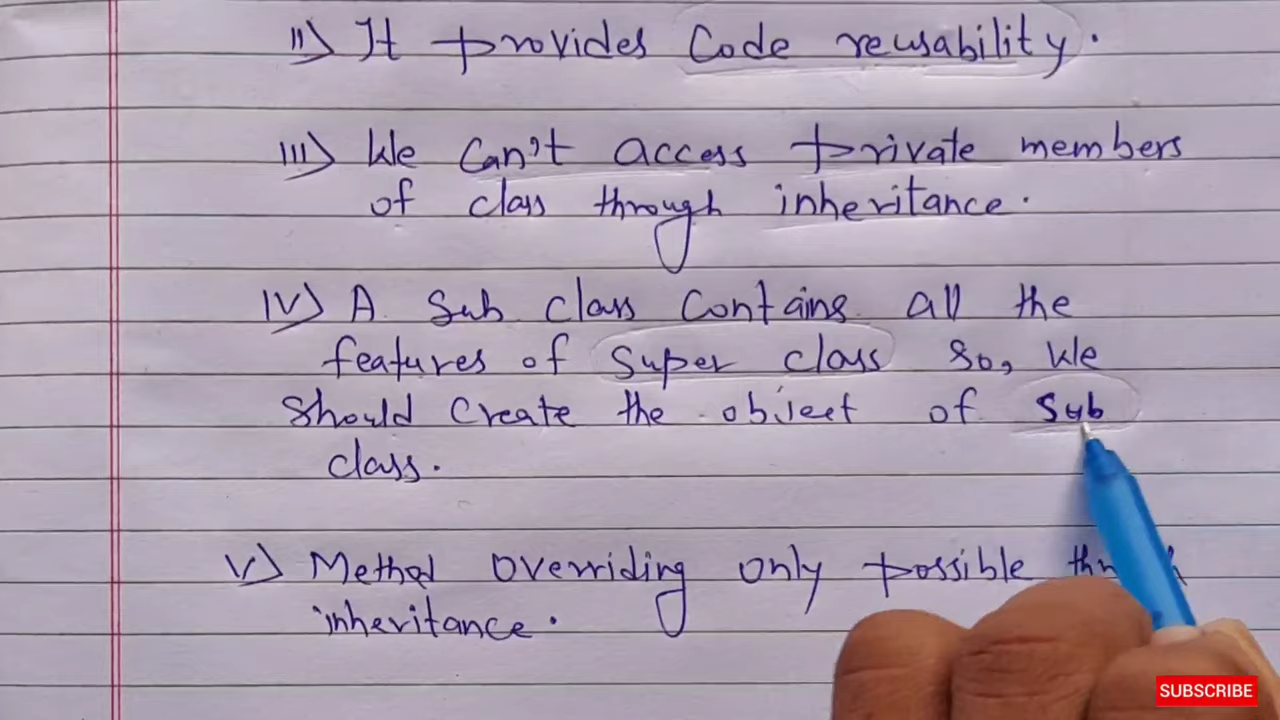 II) It provides Code reusability.
III) We Can't access private members
of class through inheritance.
IV) A Sub class Contains all the
features of Super class So, We
Should Create the object of Sub
class.
V) Method Overriding only possible
inheritance.
SUBSCRIBE